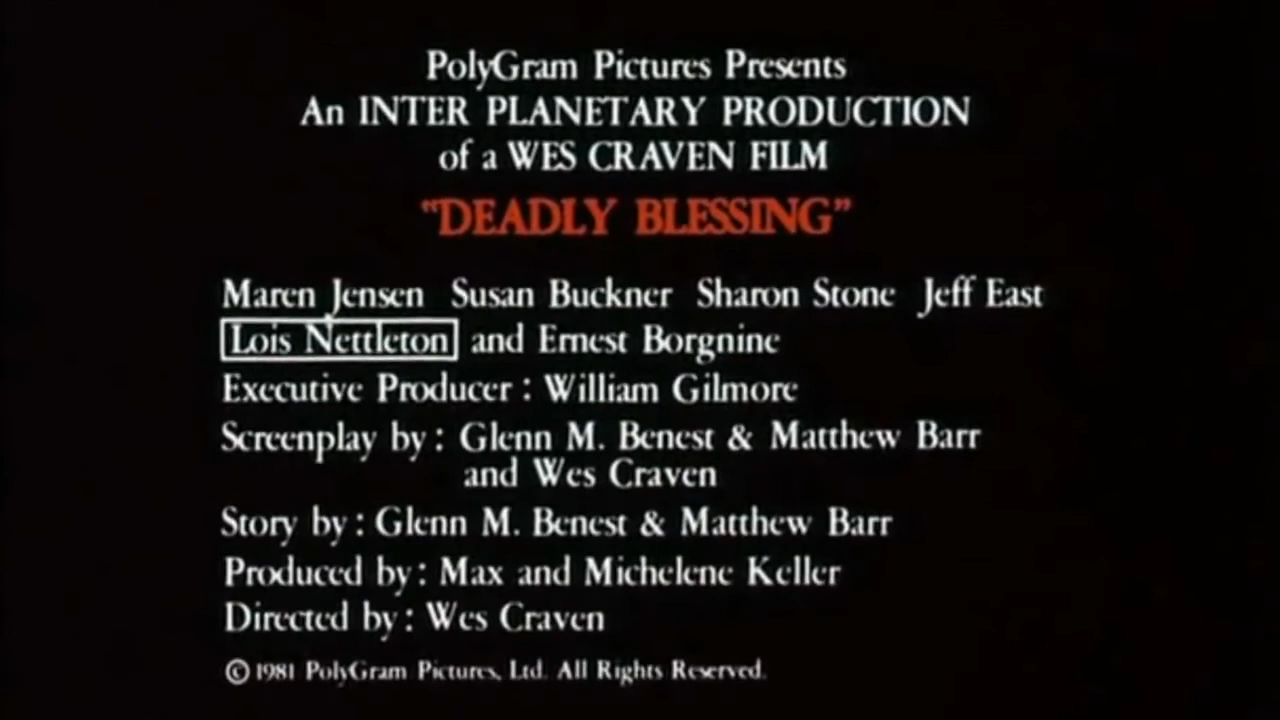 PolyGram Pictures Presents
An INTER PLANETARY PRODUCTION
of a WES CRAVEN FILM
"DEADLY BLESSING"
Maren Jensen Susan Buckner Sharon Stone Jeff East
Lois Nettleton and Ernest Borgnine
Executive Producer : William Gilmore
Screenplay by : Glenn M. Benest & Matthew Barr
and Wes Craven
Story by : Glenn M. Benest & Matthew Barr
Produced by : Max and Michelene Keller
Directed by : Wes Craven
© 1981 PolyGram Pictures, Ltd. All Rights Reserved.